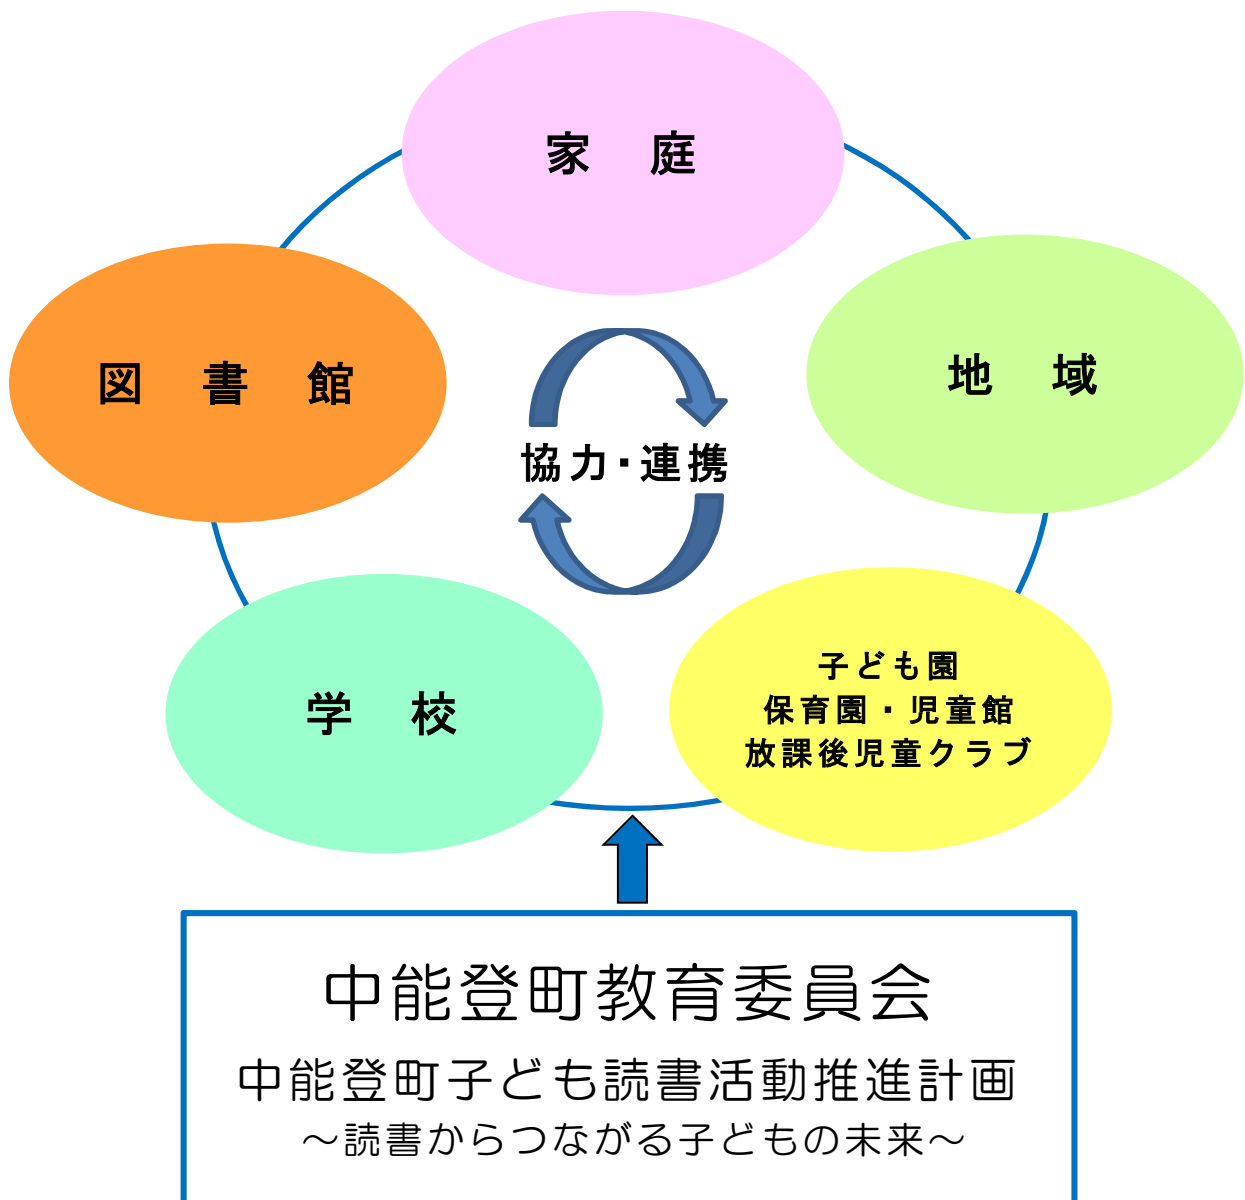 家　庭
図　書　館
地　域
協力・連携
学　校
子ども園
保育園・児童館
放課後児童クラブ
中能登町教育委員会
中能登町子ども読書活動推進計画
～読書からつながる子どもの未来～